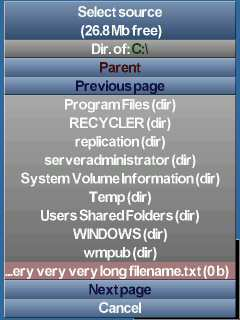 Select source
(26.8 Mb free)
Dir. of: C:\
Parent
Previous page
Program Files (dir)
RECYCLER (dir)
replication (dir)
serveradministrator (dir)
System Volume Information (dir)
Temp (dir)
Users Shared Folders (dir)
WINDOWS (dir)
wmpub (dir)
...ery very very long filename.txt (0 b)
Next page
Cancel